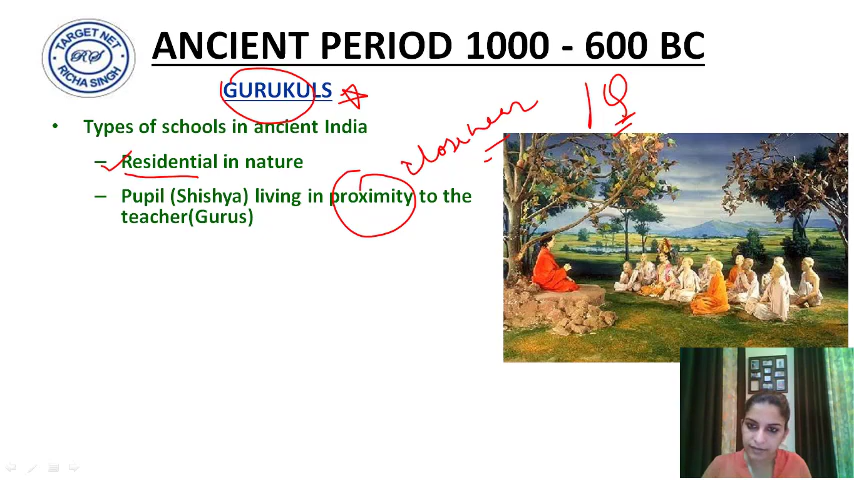 TARGET NET
RS
RICHA SINGH
ANCIENT PERIOD 1000 - 600 BC
GURUKULS
• Types of schools in ancient India
– Residential in nature
– Pupil (Shishya) living in proximity to the
teacher(Gurus)